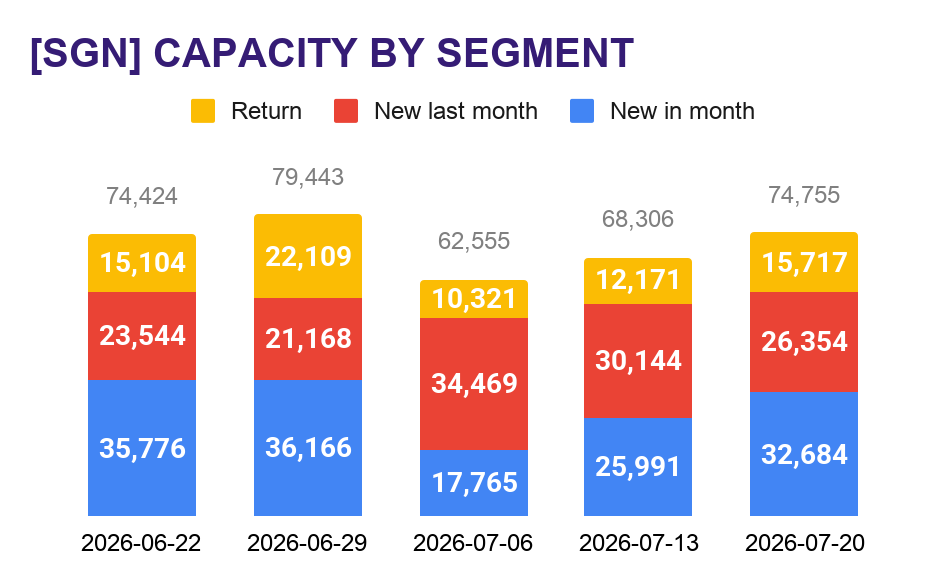 [SGN] CAPACITY BY SEGMENT
Return New last month New in month
74,424 79,443 62,555 68,306 74,755
15,104 22,109 10,321 12,171 15,717
23,544 21,168 34,469 30,144 26,354
35,776 36,166 17,765 25,991 32,684
2026-06-22 2026-06-29 2026-07-06 2026-07-13 2026-07-20